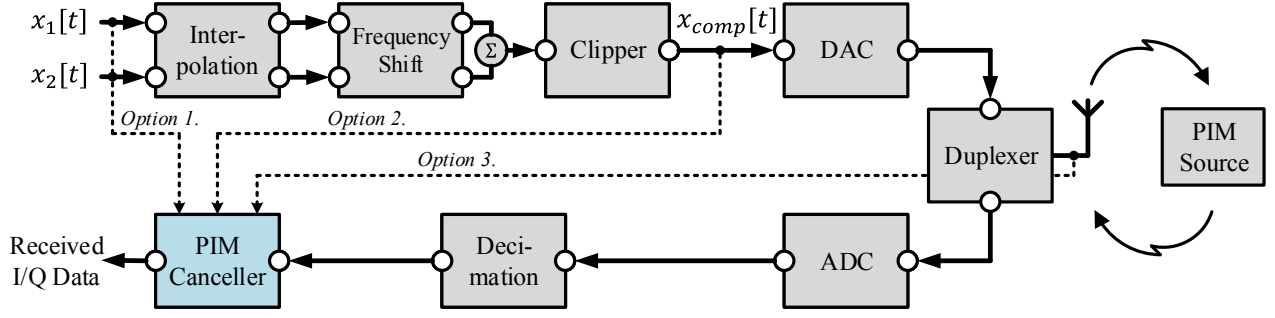 x₁[t]
x₂[t]
Inter-
polation
Frequency
Shift
Σ
Clipper
x_comp[t]
DAC
Duplexer
PIM
Source
Option 1.
Option 2.
Option 3.
Received
I/Q Data
PIM
Canceller
Deci-
mation
ADC